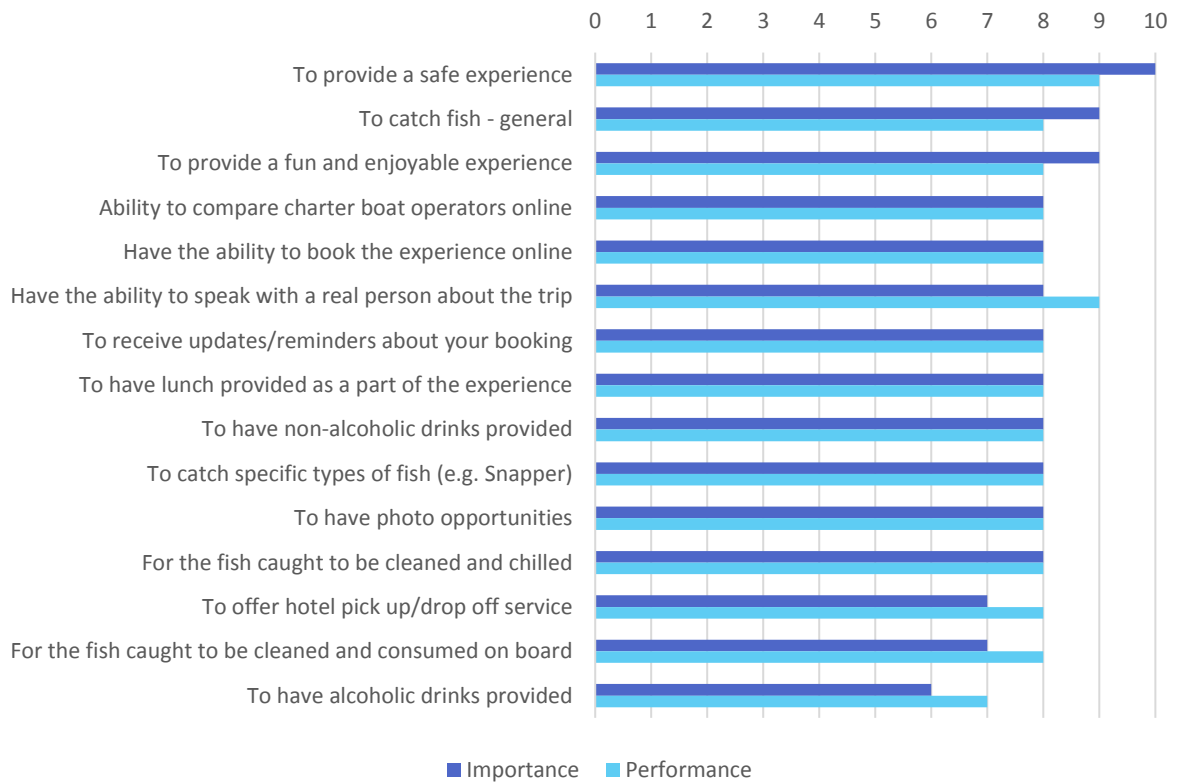 0 1 2 3 4 5 6 7 8 9 10
To provide a safe experience
To catch fish - general
To provide a fun and enjoyable experience
Ability to compare charter boat operators online
Have the ability to book the experience online
Have the ability to speak with a real person about the trip
To receive updates/reminders about your booking
To have lunch provided as a part of the experience
To have non-alcoholic drinks provided
To catch specific types of fish (e.g. Snapper)
To have photo opportunities
For the fish caught to be cleaned and chilled
To offer hotel pick up/drop off service
For the fish caught to be cleaned and consumed on board
To have alcoholic drinks provided
Importance Performance